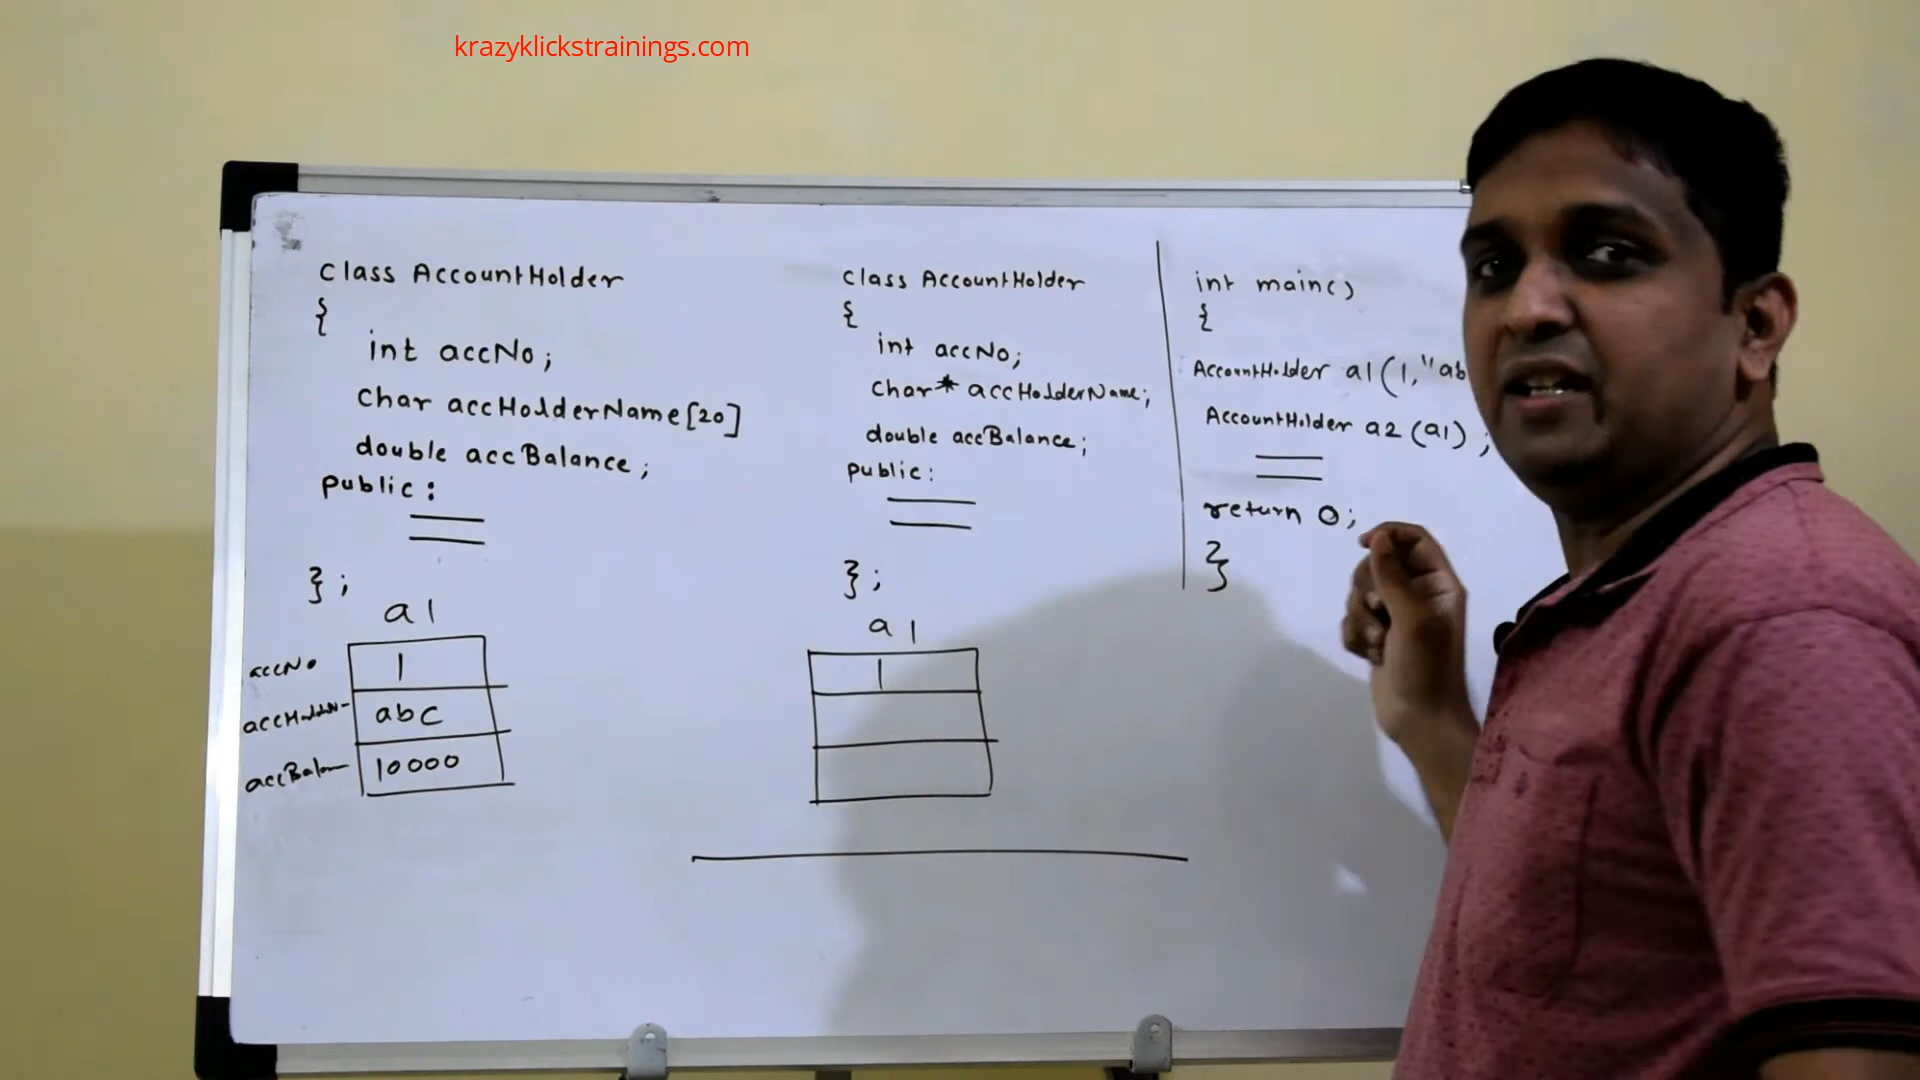 krazyklickstrainings.com
class AccountHolder
{
int accNo;
char accHolderName[20]
double accBalance;
public:
};
a1
accNo 1
abc
10000
class AccountHolder
{
int accNo;
char* accHolderName;
double accBalance;
public:
};
a1
1
int main()
{
AccountHolder a1(1,"ab
AccountHolder a2(a1);
return 0;
}